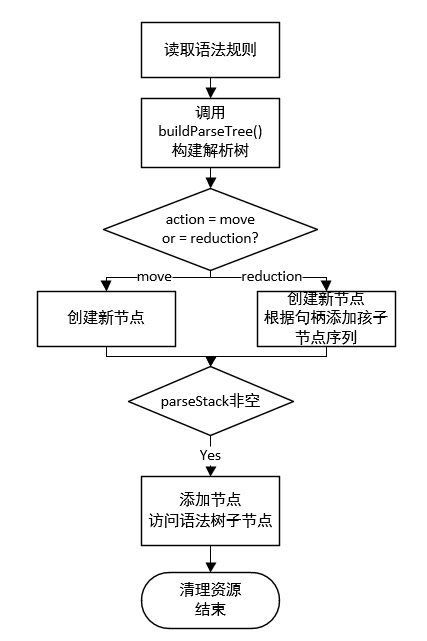 读取语法规则
调用
buildParseTree()
构建解析树
action = move
or = reduction?
move
reduction
创建新节点
创建新节点
根据句柄添加孩子
节点序列
parseStack非空
Yes
添加节点
访问语法树子节点
清理资源
结束